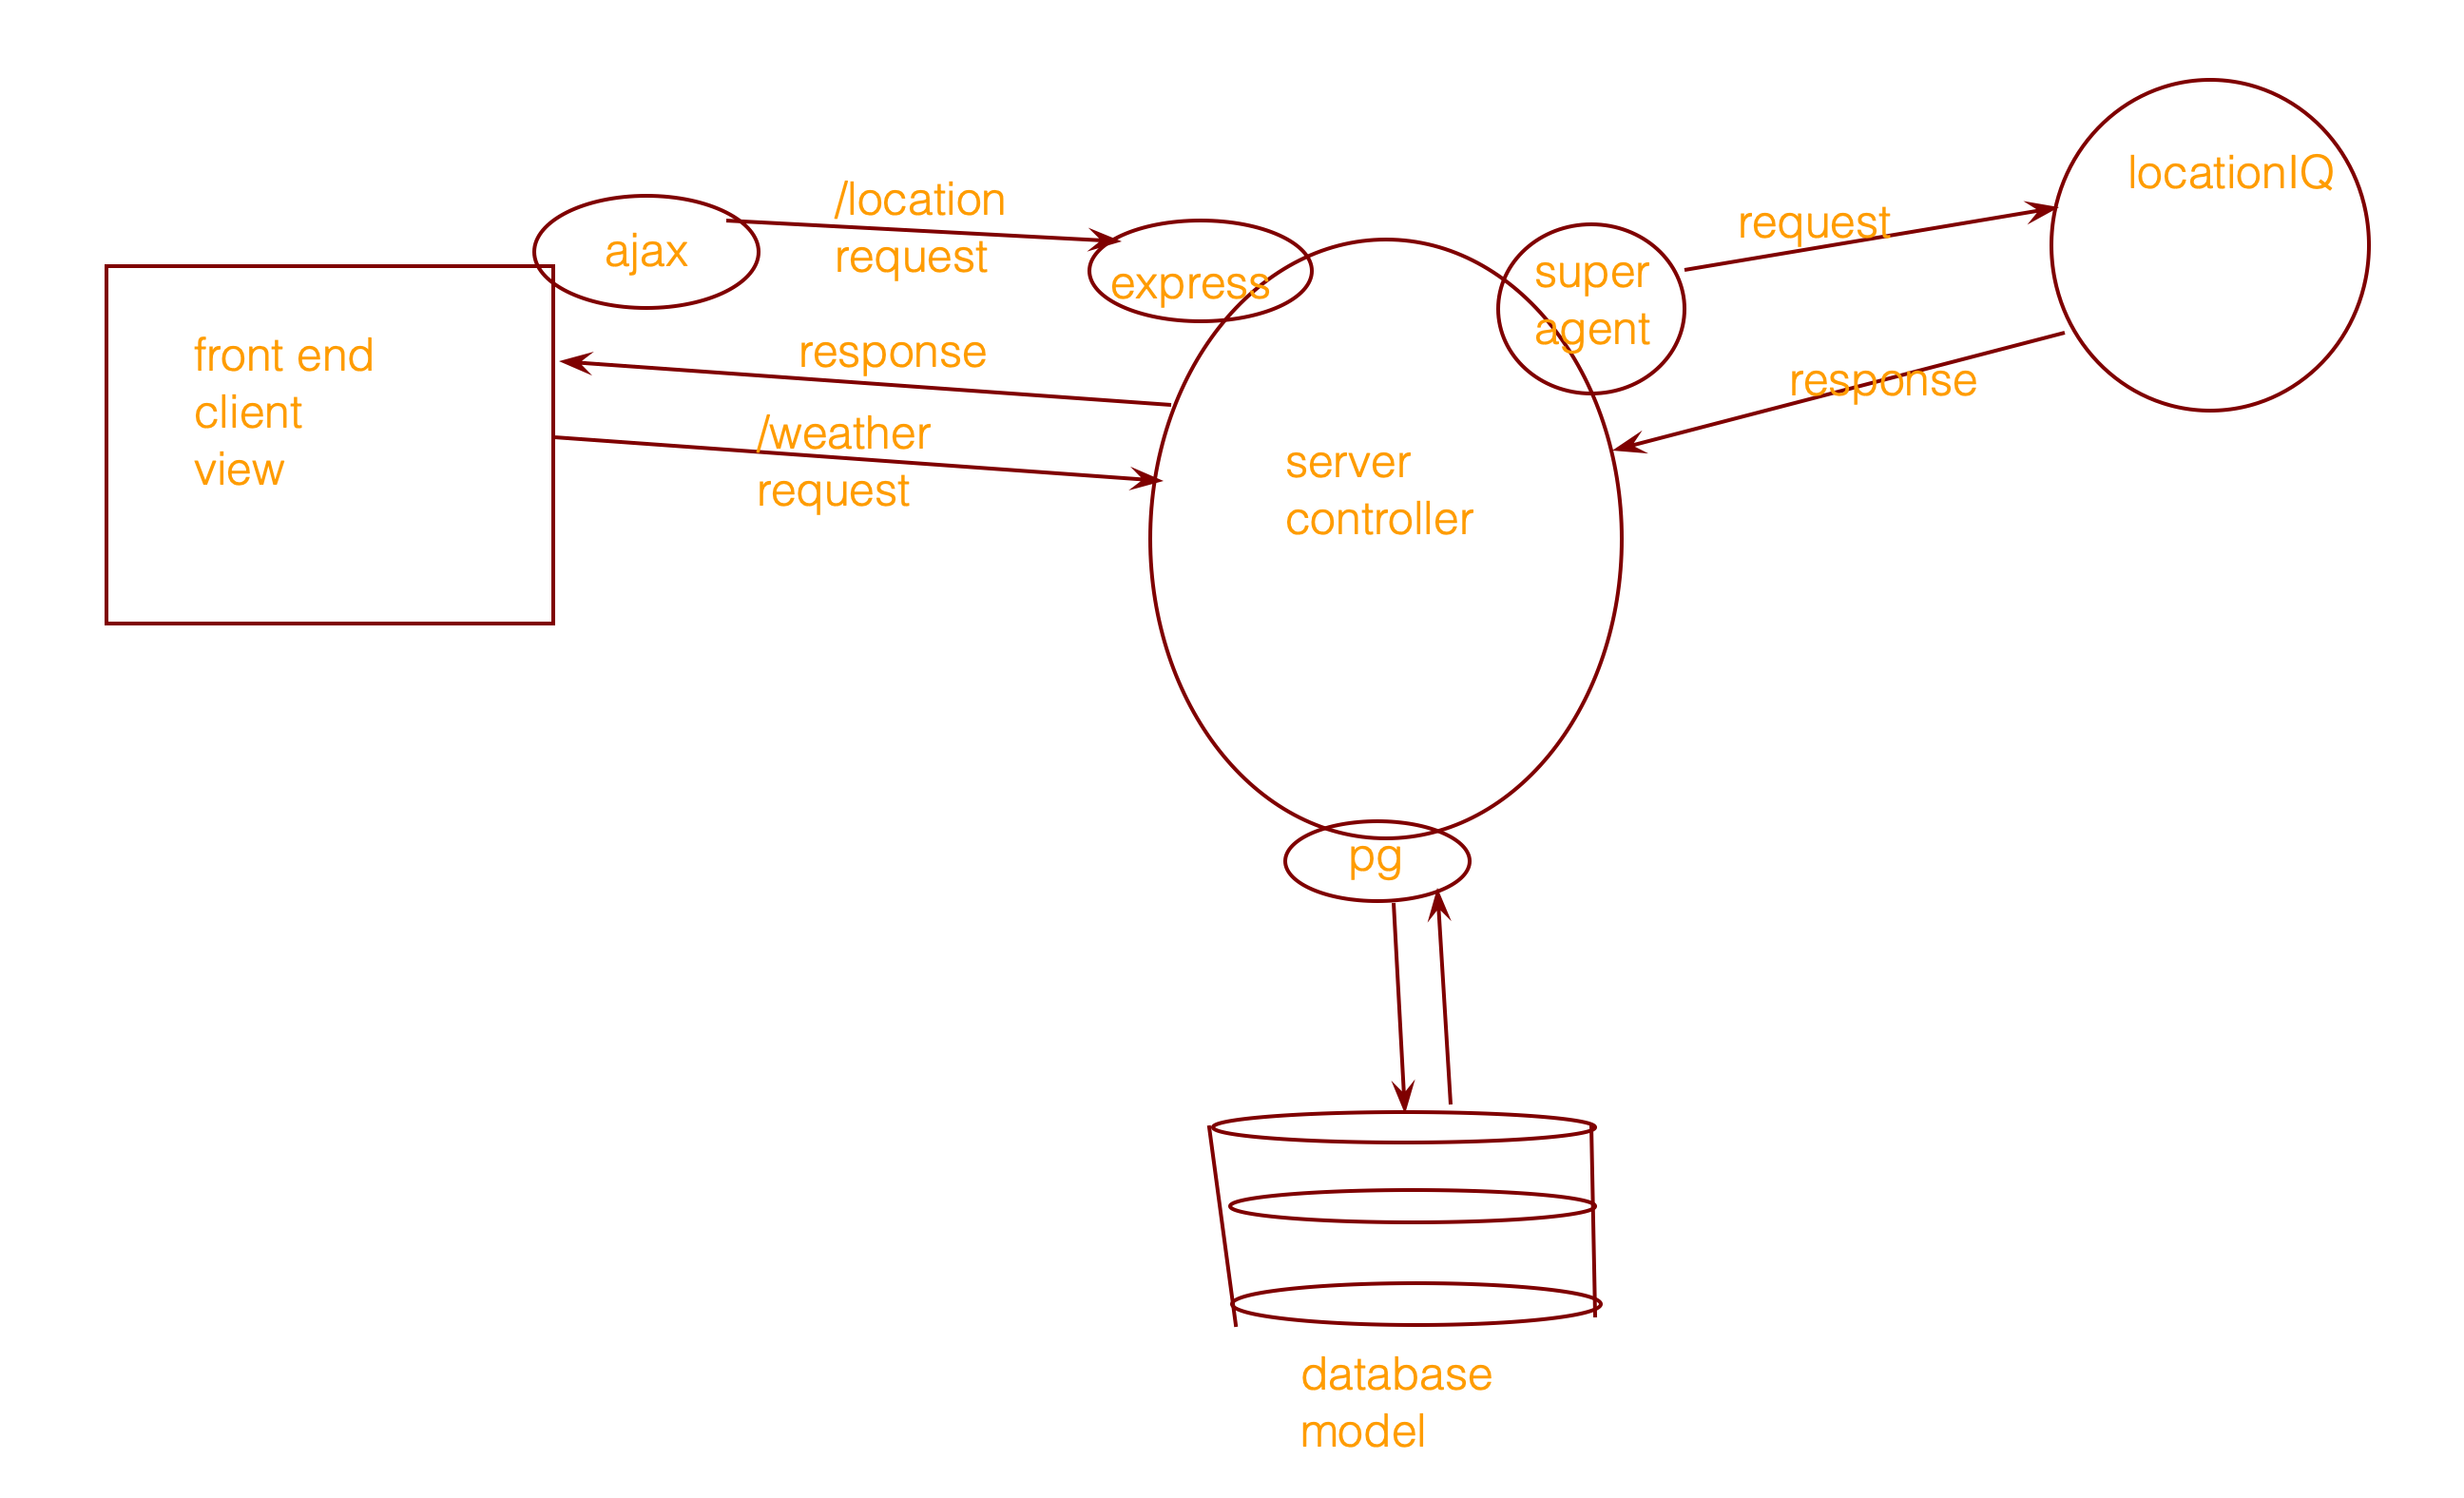 front end
client
view
ajax
/location
request
response
/weather
request
express
server
controller
super
agent
request
response
locationIQ
pg
database
model